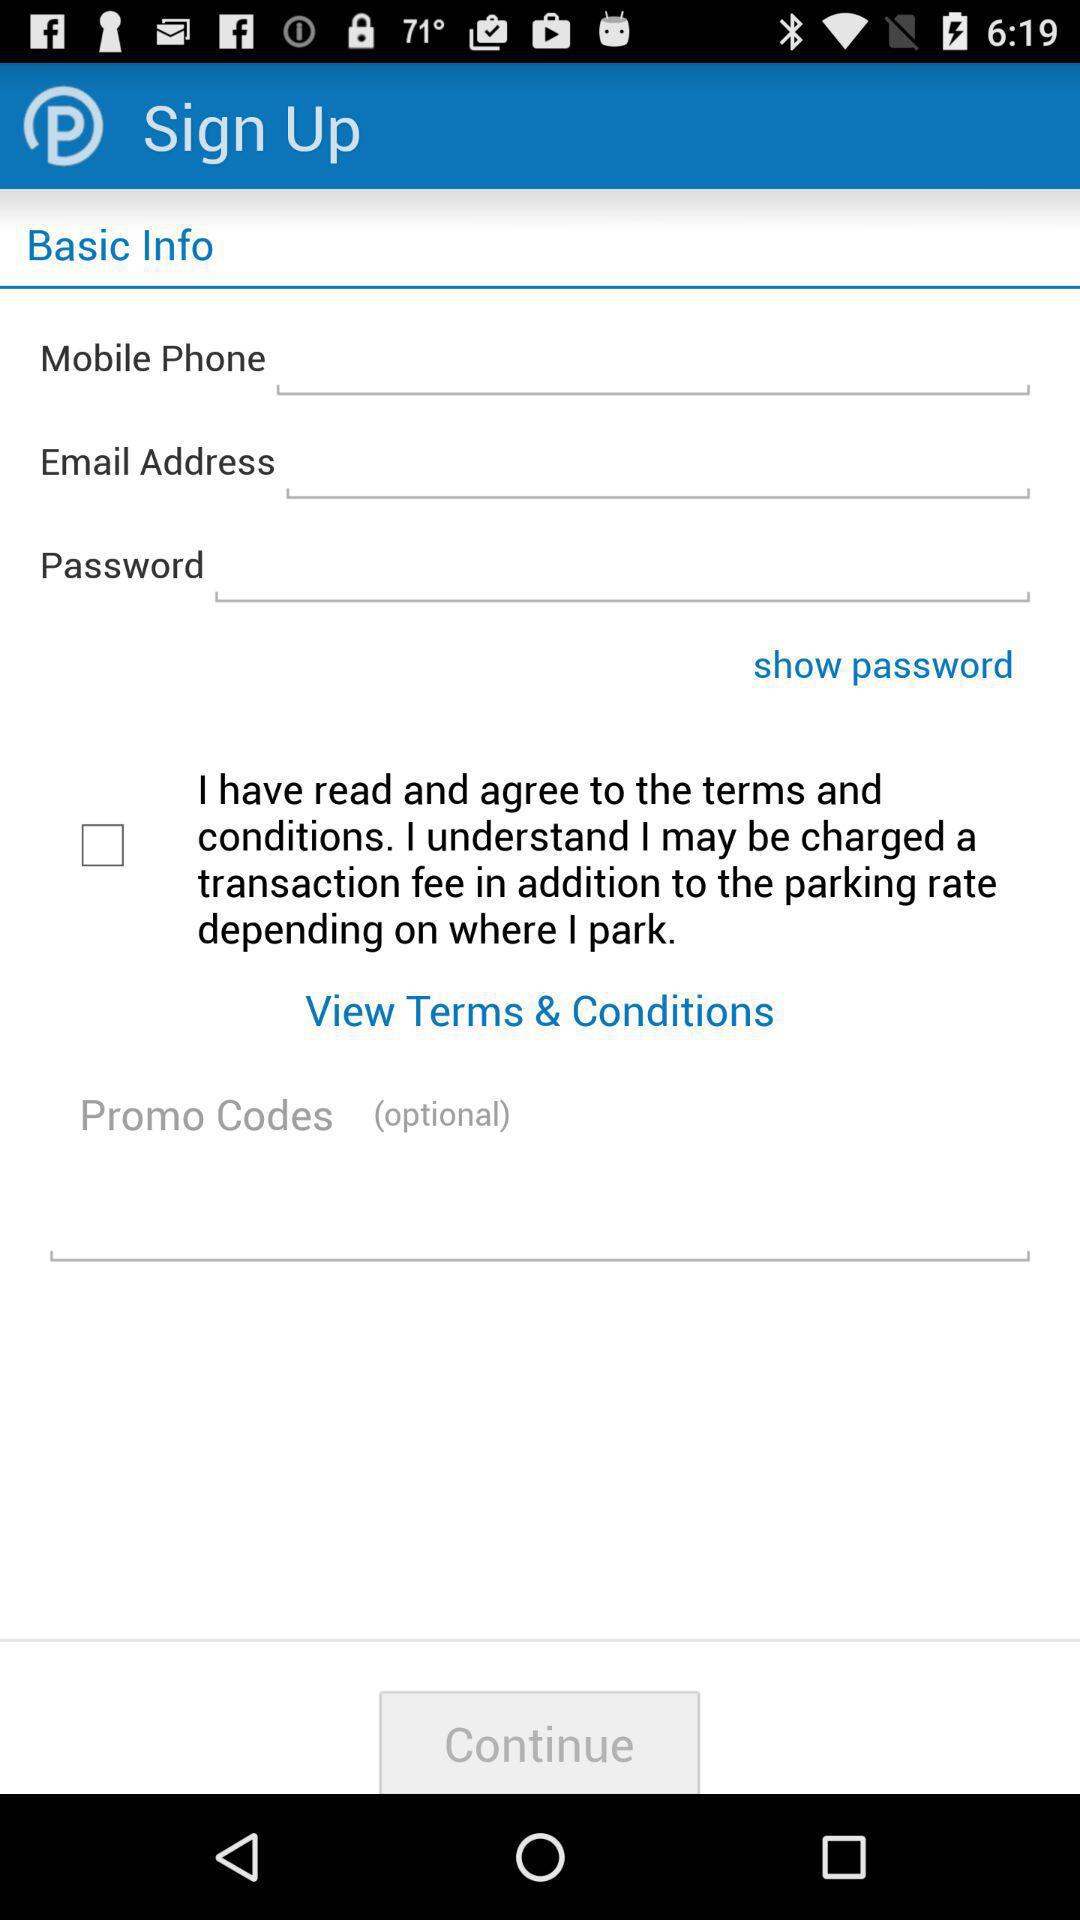 71° 6:19
P Sign Up
Basic Info
Mobile Phone
Email Address
Password
show password
I have read and agree to the terms and
conditions. I understand I may be charged a
transaction fee in addition to the parking rate
depending on where I park.
View Terms & Conditions
Promo Codes (optional)
Continue